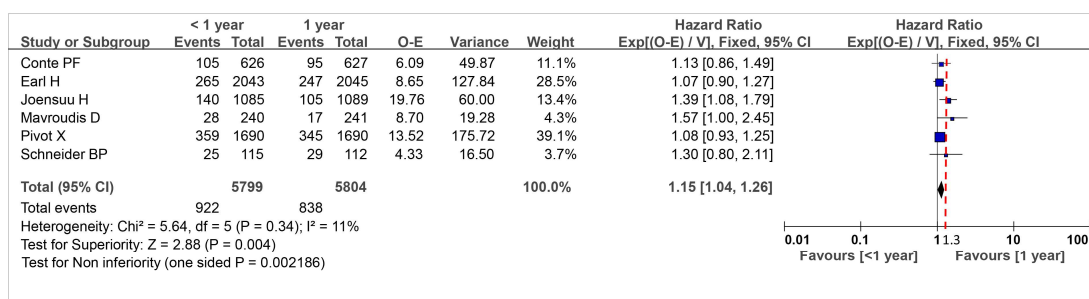 < 1 year 1 year Hazard Ratio Hazard Ratio
Study or Subgroup Events Total Events Total O-E Variance Weight Exp[(O-E) / V], Fixed, 95% CI Exp[(O-E) / V], Fixed, 95% CI
Conte PF 105 626 95 627 6.09 49.87 11.1% 1.13 [0.86, 1.49]
Earl H 265 2043 247 2045 8.65 127.84 28.5% 1.07 [0.90, 1.27]
Joensuu H 140 1085 105 1089 19.76 60.00 13.4% 1.39 [1.08, 1.79]
Mavroudis D 28 240 17 241 8.70 19.28 4.3% 1.57 [1.00, 2.45]
Pivot X 359 1690 345 1690 13.52 175.72 39.1% 1.08 [0.93, 1.25]
Schneider BP 25 115 29 112 4.33 16.50 3.7% 1.30 [0.80, 2.11]
Total (95% CI) 5799 5804 100.0% 1.15 [1.04, 1.26]
Total events 922 838
Heterogeneity: Chi² = 5.64, df = 5 (P = 0.34); I² = 11%
Test for Superiority: Z = 2.88 (P = 0.004)
Test for Non inferiority (one sided P = 0.002186)
0.01 0.1 1 1.3 10 100
Favours [<1 year] Favours [1 year]